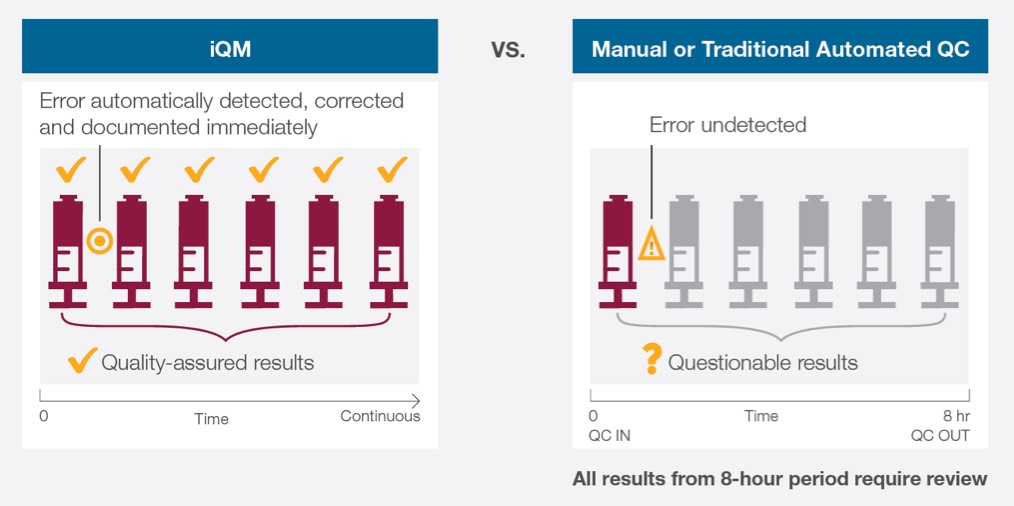 iQM
Error automatically detected, corrected
and documented immediately
Quality-assured results
0
Time
Continuous
vs.
Manual or Traditional Automated QC
Error undetected
!
? Questionable results
0
Time
8 hr
QC IN
QC OUT
All results from 8-hour period require review